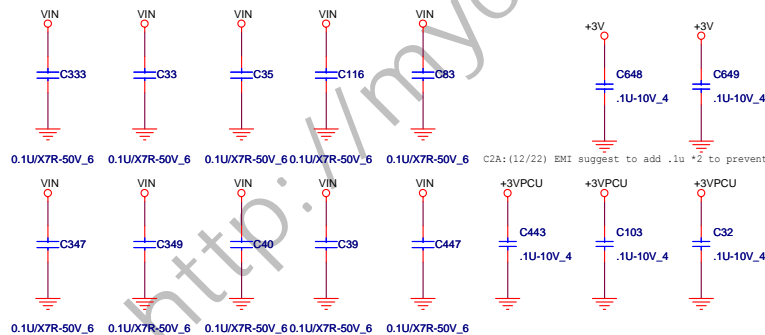 VIN VIN VIN VIN VIN +3V +3V
C333 C33 C35 C116 C83 C648 C649
.1U-10V_4 .1U-10V_4
0.1U/X7R-50V_6 0.1U/X7R-50V_6 0.1U/X7R-50V_6 0.1U/X7R-50V_6 0.1U/X7R-50V_6
C2A:(12/22) EMI suggest to add .1u *2 to prevent
VIN VIN VIN VIN VIN +3VPCU +3VPCU +3VPCU
C347 C349 C40 C39 C447 C443 C103 C32
.1U-10V_4 .1U-10V_4 .1U-10V_4
0.1U/X7R-50V_6 0.1U/X7R-50V_6 0.1U/X7R-50V_6 0.1U/X7R-50V_6 0.1U/X7R-50V_6
http://myc